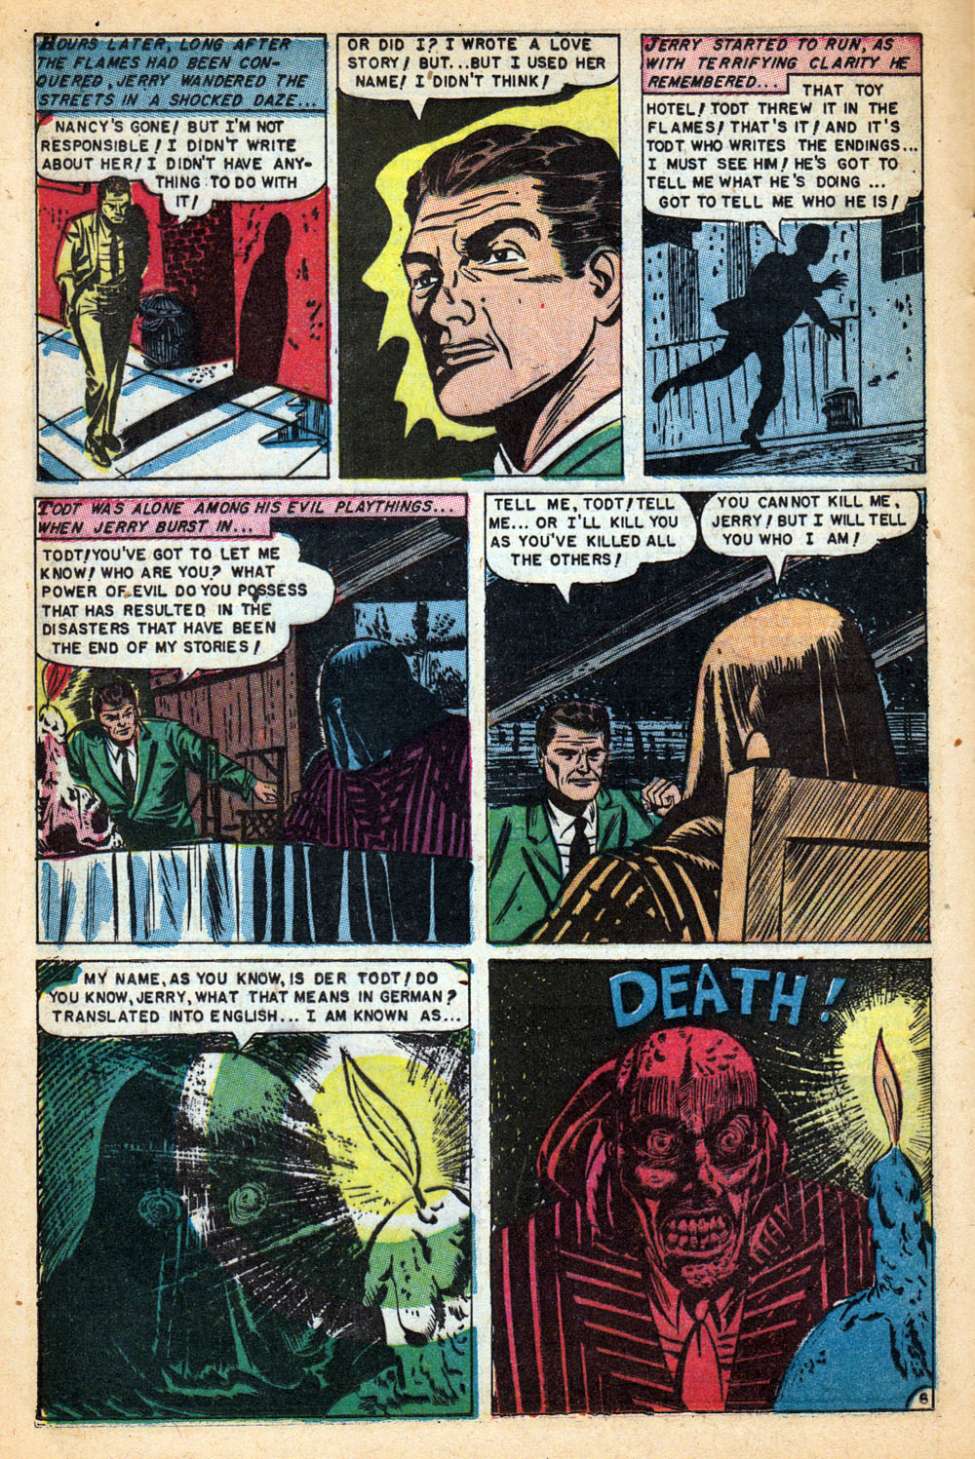 HOURS LATER, LONG AFTER
THE FLAMES HAD BEEN CON-
QUERED, JERRY WANDERED THE
STREETS IN A SHOCKED DAZE...
NANCY'S GONE! BUT I'M NOT
RESPONSIBLE! I DIDN'T WRITE
ABOUT HER! I DIDN'T HAVE ANY-
THING TO DO WITH
IT!
OR DID I? I WROTE A LOVE
STORY! BUT...BUT I USED HER
NAME! I DIDN'T THINK!
JERRY STARTED TO RUN, AS
WITH TERRIFYING CLARITY HE
REMEMBERED...
THAT TOY
HOTEL! TODT THREW IT IN THE
FLAMES! THAT'S IT! AND IT'S
TODT WHO WRITES THE ENDINGS...
I MUST SEE HIM! HE'S GOT TO
TELL ME WHAT HE'S DOING...
GOT TO TELL ME WHO HE IS!
TODT WAS ALONE AMONG HIS EVIL PLAYTHINGS...
WHEN JERRY BURST IN...
TODT! YOU'VE GOT TO LET ME
KNOW! WHO ARE YOU? WHAT
POWER OF EVIL DO YOU POSSESS
THAT HAS RESULTED IN THE
DISASTERS THAT HAVE BEEN
THE END OF MY STORIES!
TELL ME, TODT! TELL
ME... OR I'LL KILL YOU
AS YOU'VE KILLED ALL
THE OTHERS!
YOU CANNOT KILL ME,
JERRY! BUT I WILL TELL
YOU WHO I AM!
MY NAME, AS YOU KNOW, IS DER TODT! DO
YOU KNOW, JERRY, WHAT THAT MEANS IN GERMAN?
TRANSLATED INTO ENGLISH... I AM KNOWN AS...
DEATH!
6